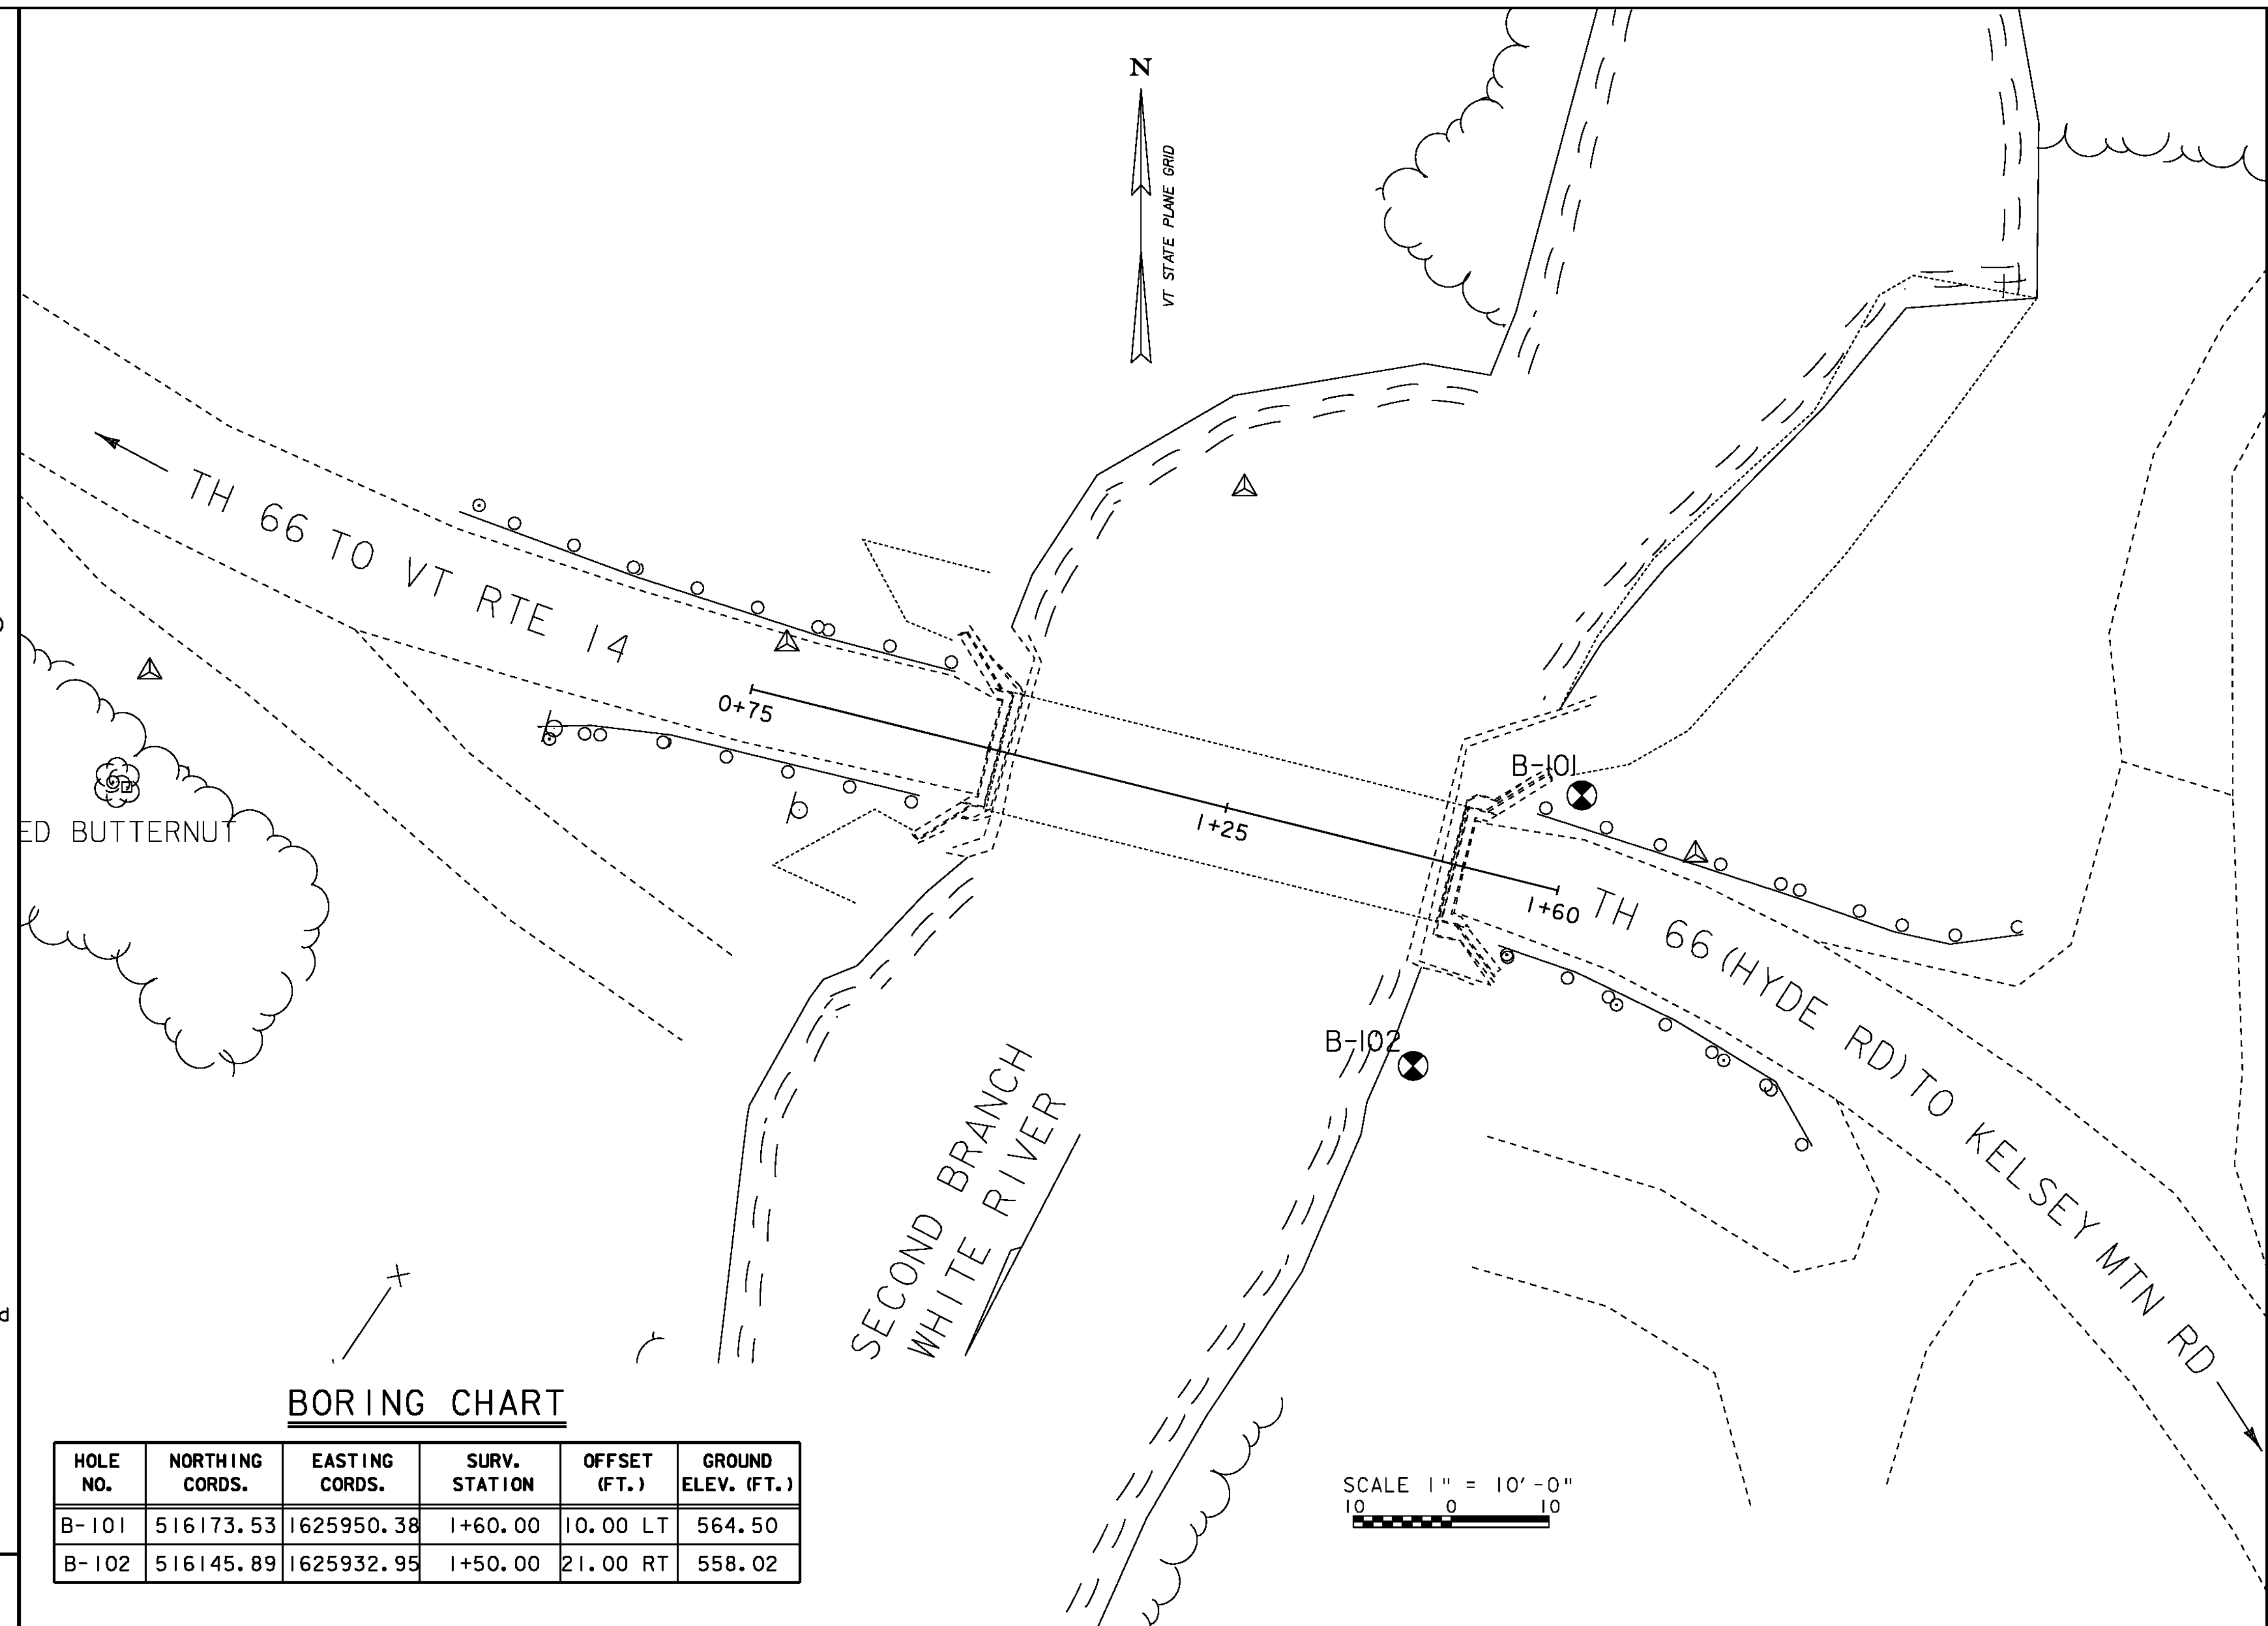 N
VT STATE PLANE GRID
TH 66 TO VT RTE 14
0+75
1+25
1+60
B-101
B-102
TH 66 (HYDE RD) TO KELSEY MTN RD
ED BUTTERNUT
SECOND BRANCH
WHITE RIVER
BORING CHART
HOLE NO. NORTHING CORDS. EASTING CORDS. SURV. STATION OFFSET (FT.) GROUND ELEV. (FT.)
B-101 516173.53 1625950.38 1+60.00 10.00 LT 564.50
B-102 516145.89 1625932.95 1+50.00 21.00 RT 558.02
SCALE 1" = 10'-0"
10 0 10